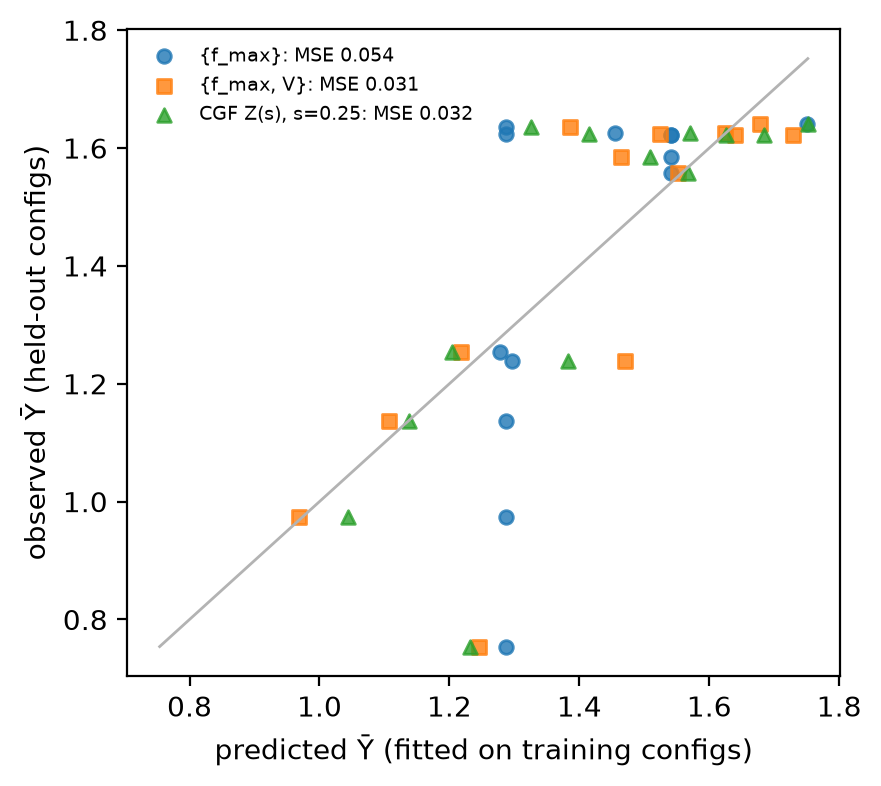 {f_max}: MSE 0.054
{f_max, V}: MSE 0.031
CGF Z(s), s=0.25: MSE 0.032
1.8
1.6
1.4
1.2
1.0
0.8
observed Ȳ (held-out configs)
0.8 1.0 1.2 1.4 1.6 1.8
predicted Ȳ (fitted on training configs)